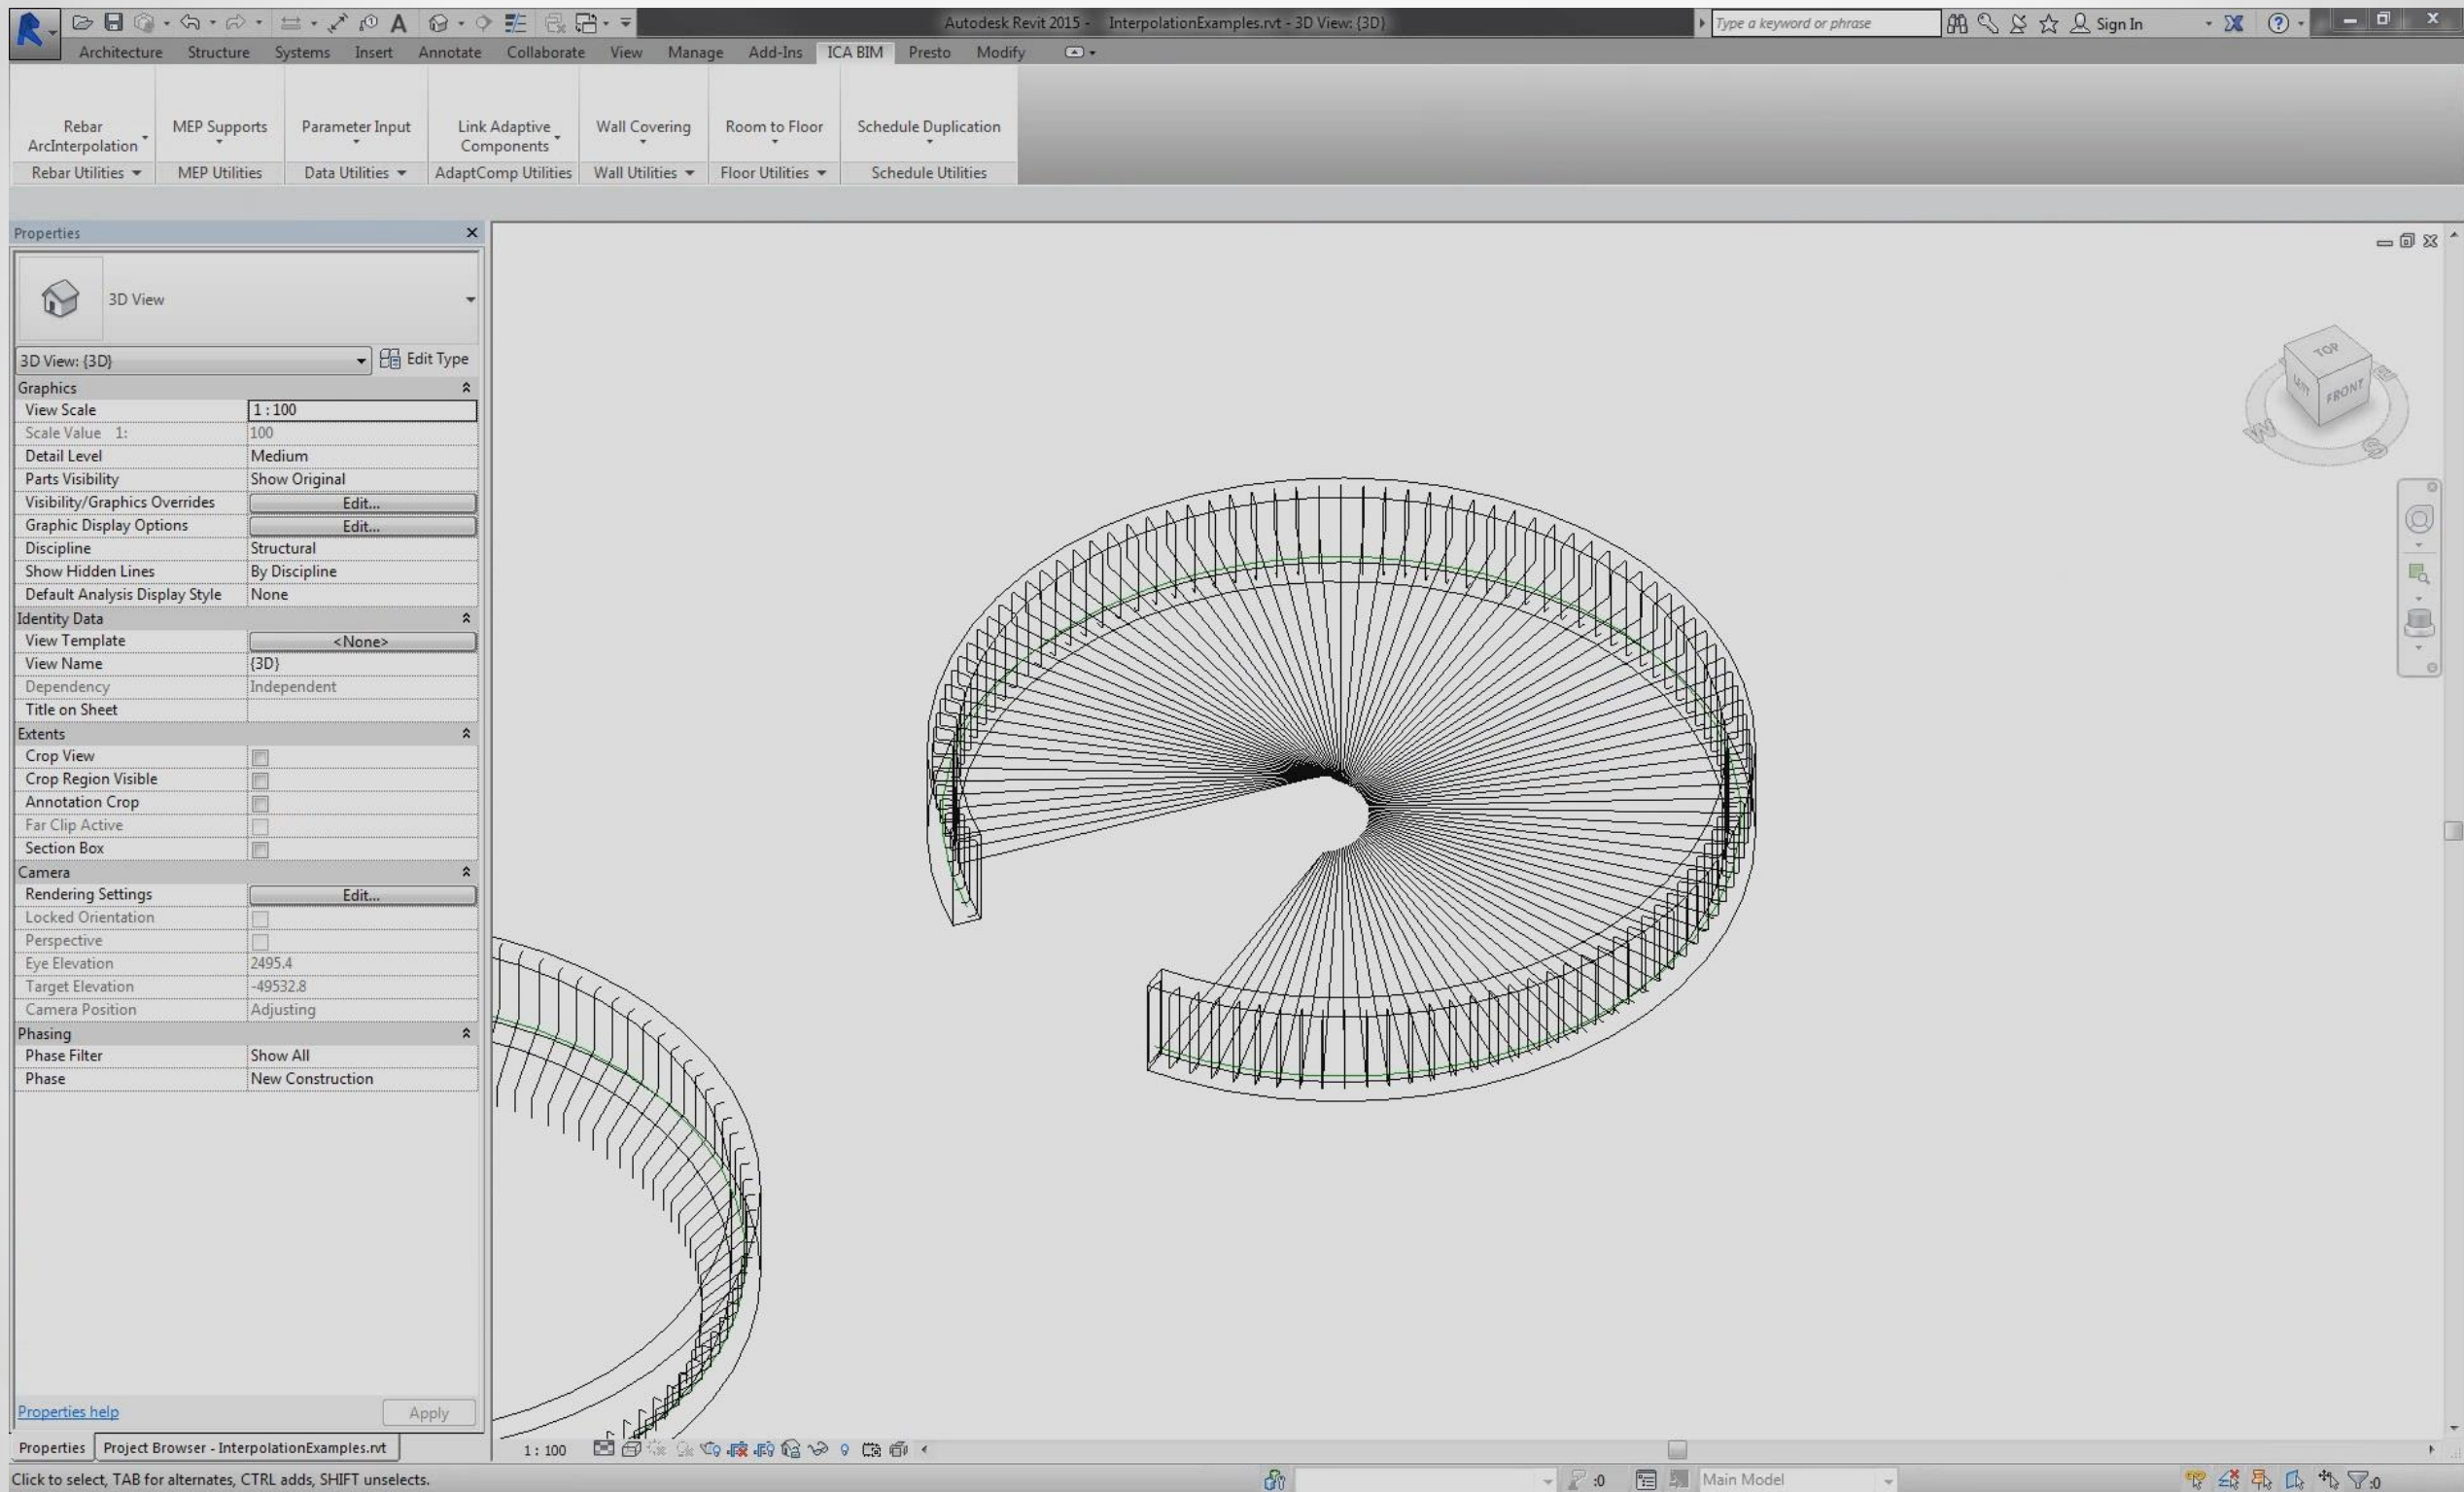 Autodesk Revit 2015 - InterpolationExamples.rvt - 3D View: {3D}
Type a keyword or phrase
Sign In
Architecture Structure Systems Insert Annotate Collaborate View Manage Add-Ins ICA BIM Presto Modify
Rebar ArcInterpolation
MEP Supports
Parameter Input
Link Adaptive Components
Wall Covering
Room to Floor
Schedule Duplication
Rebar Utilities MEP Utilities Data Utilities AdaptComp Utilities Wall Utilities Floor Utilities Schedule Utilities
Properties
3D View
3D View: {3D} Edit Type
Graphics
View Scale 1 : 100
Scale Value 1: 100
Detail Level Medium
Parts Visibility Show Original
Visibility/Graphics Overrides Edit...
Graphic Display Options Edit...
Discipline Structural
Show Hidden Lines By Discipline
Default Analysis Display Style None
Identity Data
View Template <None>
View Name {3D}
Dependency Independent
Title on Sheet
Extents
Crop View
Crop Region Visible
Annotation Crop
Far Clip Active
Section Box
Camera
Rendering Settings Edit...
Locked Orientation
Perspective
Eye Elevation 2495.4
Target Elevation -49532.8
Camera Position Adjusting
Phasing
Phase Filter Show All
Phase New Construction
TOP
LEFT FRONT
W S E
Properties help Apply
Properties Project Browser - InterpolationExamples.rvt
1 : 100
Click to select, TAB for alternates, CTRL adds, SHIFT unselects.
:0 Main Model :0